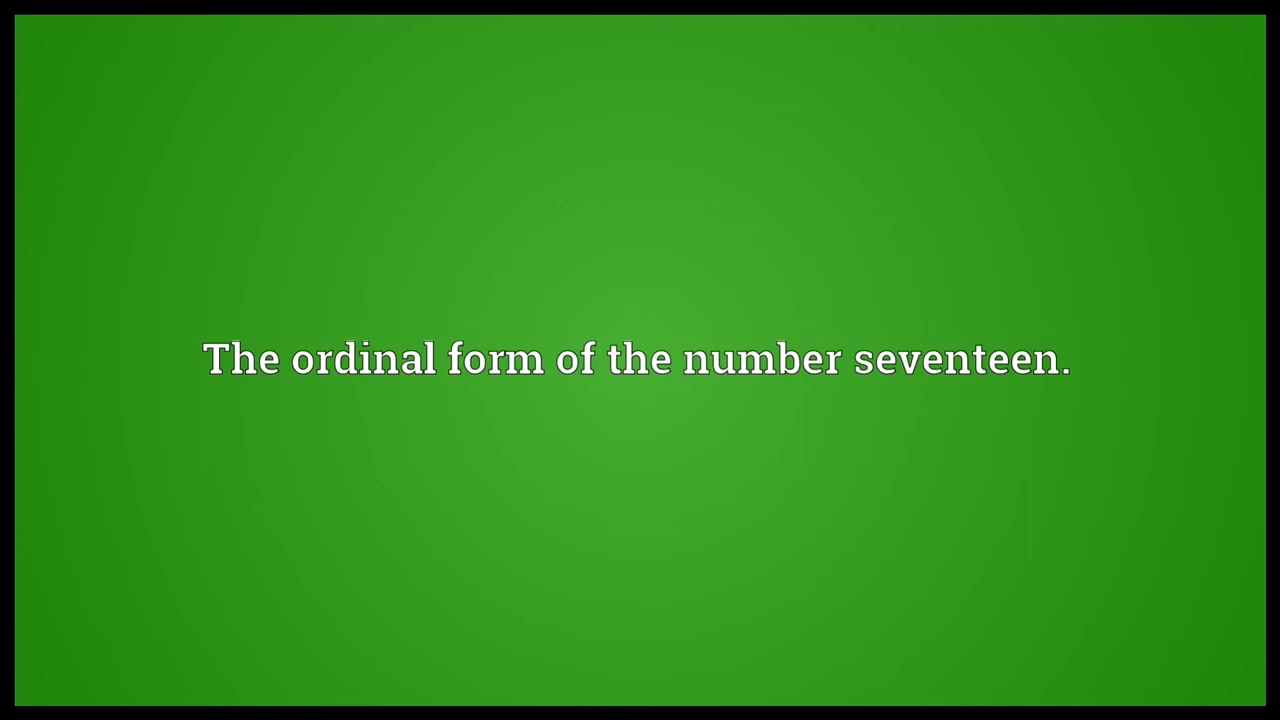 The ordinal form of the number seventeen.